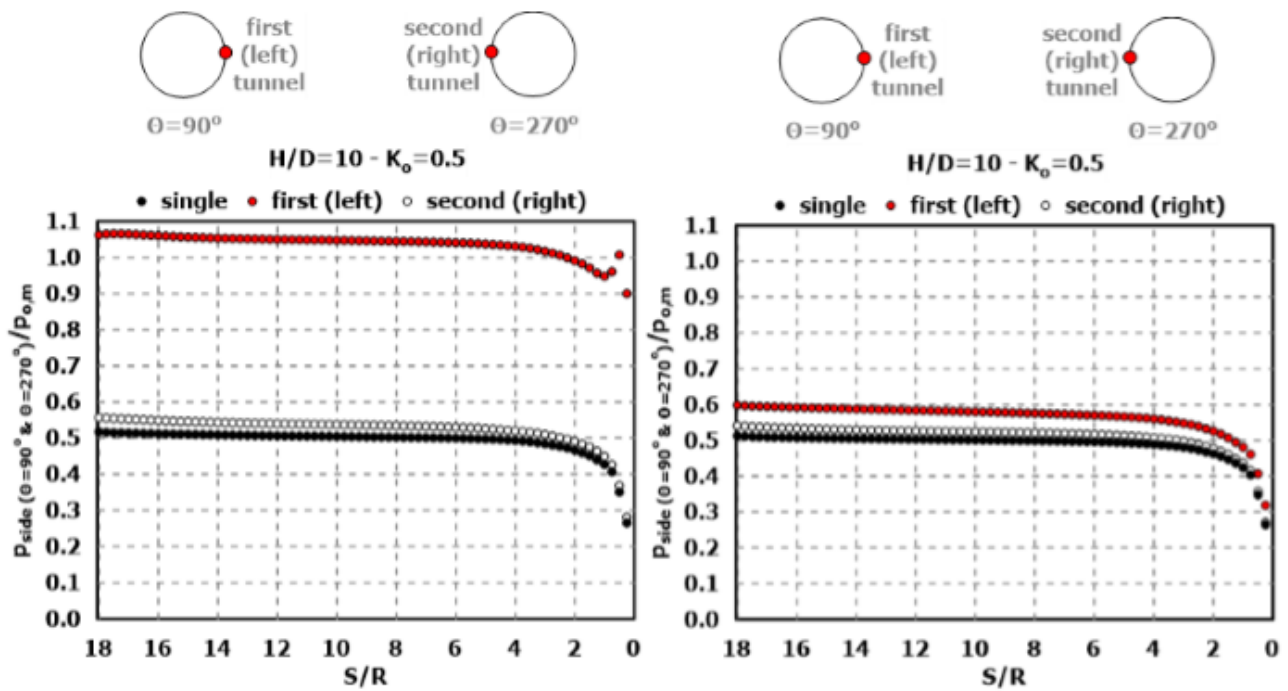 first
(left)
tunnel
second
(right)
tunnel
Θ=90°
Θ=270°
H/D=10 - Ko=0.5
single
first (left)
second (right)
pside (Θ=90° & Θ=270°)/po,m
1.1
1.0
0.9
0.8
0.7
0.6
0.5
0.4
0.3
0.2
0.1
0.0
18 16 14 12 10 8 6 4 2 0
S/R
first
(left)
tunnel
second
(right)
tunnel
Θ=90°
Θ=270°
H/D=10 - Ko=0.5
single
first (left)
second (right)
pside (Θ=90° & Θ=270°)/po,m
1.1
1.0
0.9
0.8
0.7
0.6
0.5
0.4
0.3
0.2
0.1
0.0
18 16 14 12 10 8 6 4 2 0
S/R